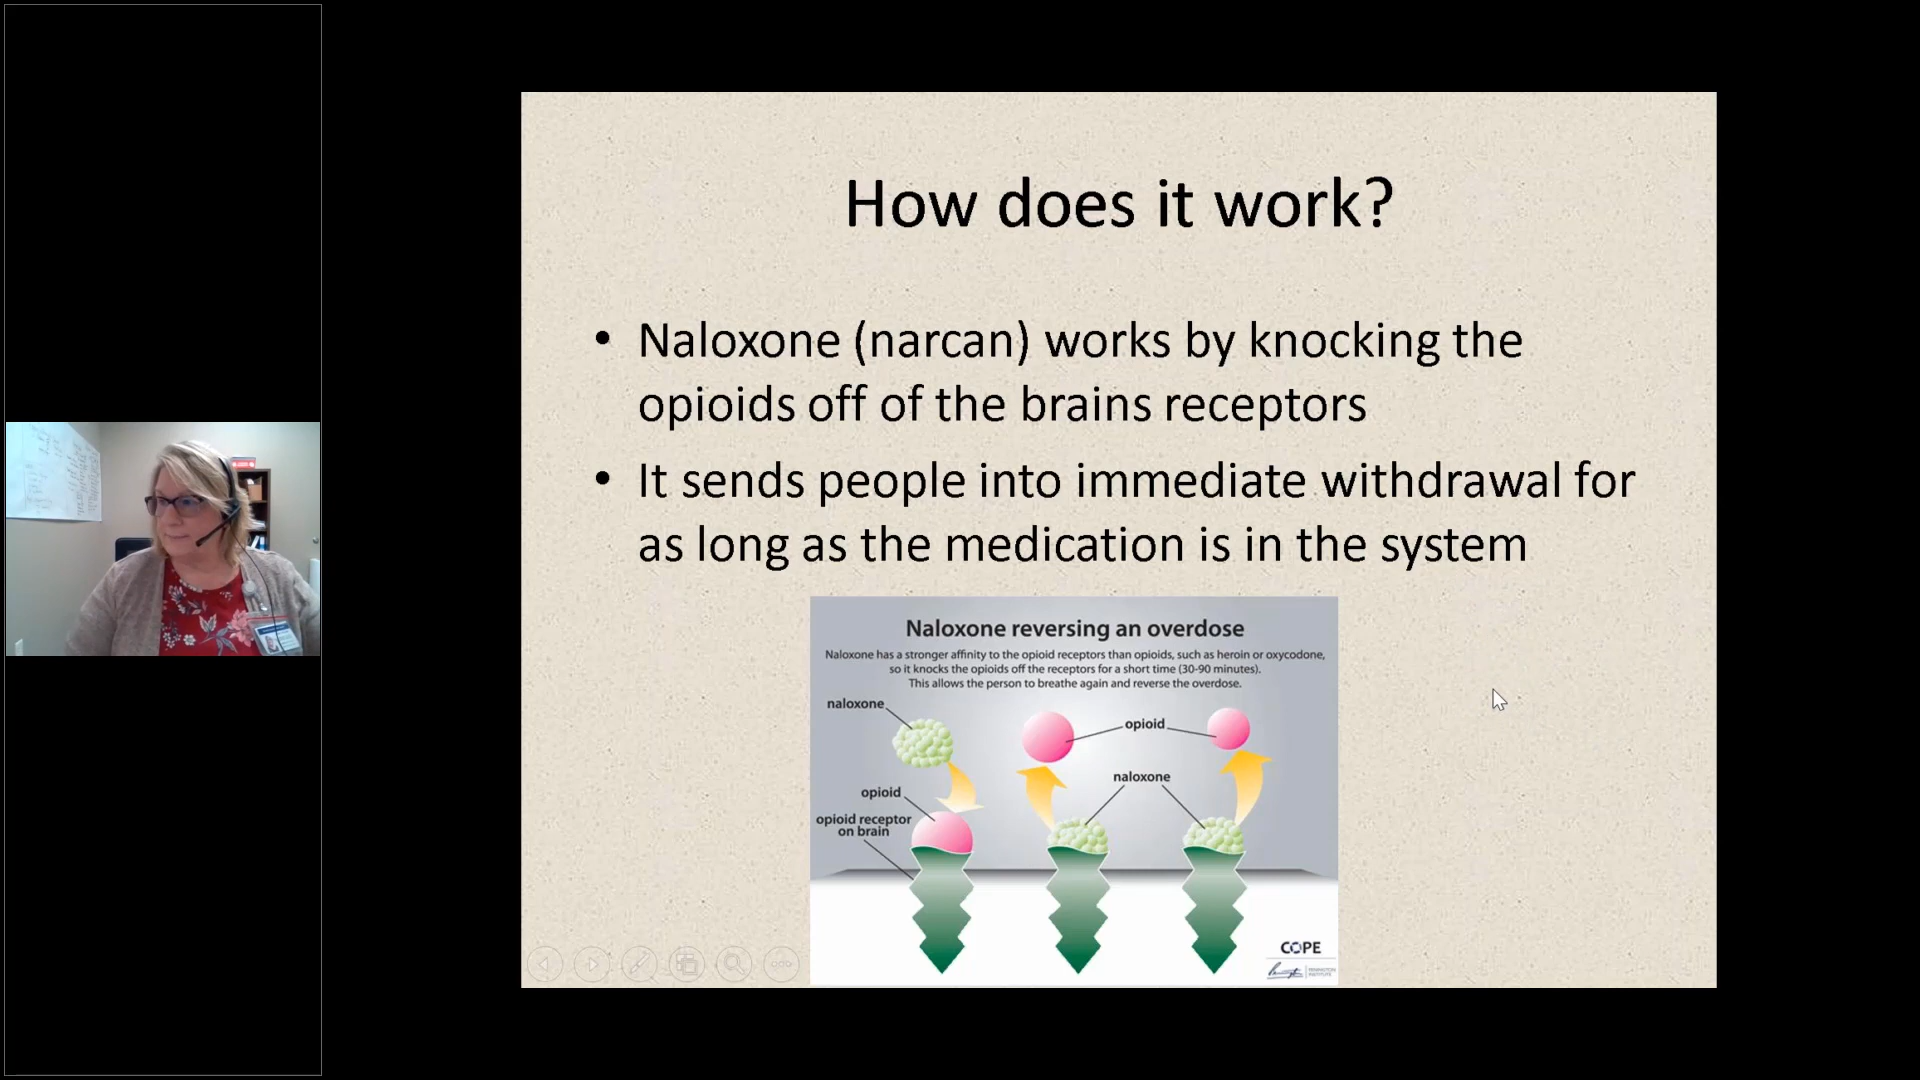 How does it work?
• Naloxone (narcan) works by knocking the
opioids off of the brains receptors
• It sends people into immediate withdrawal for
as long as the medication is in the system
Naloxone reversing an overdose
Naloxone has a stronger affinity to the opioid receptors than opioids, such as heroin or oxycodone,
so it knocks the opioids off the receptors for a short time (30-90 minutes).
This allows the person to breathe again and reverse the overdose.
naloxone
opioid
naloxone
opioid
opioid receptor
on brain
COPE